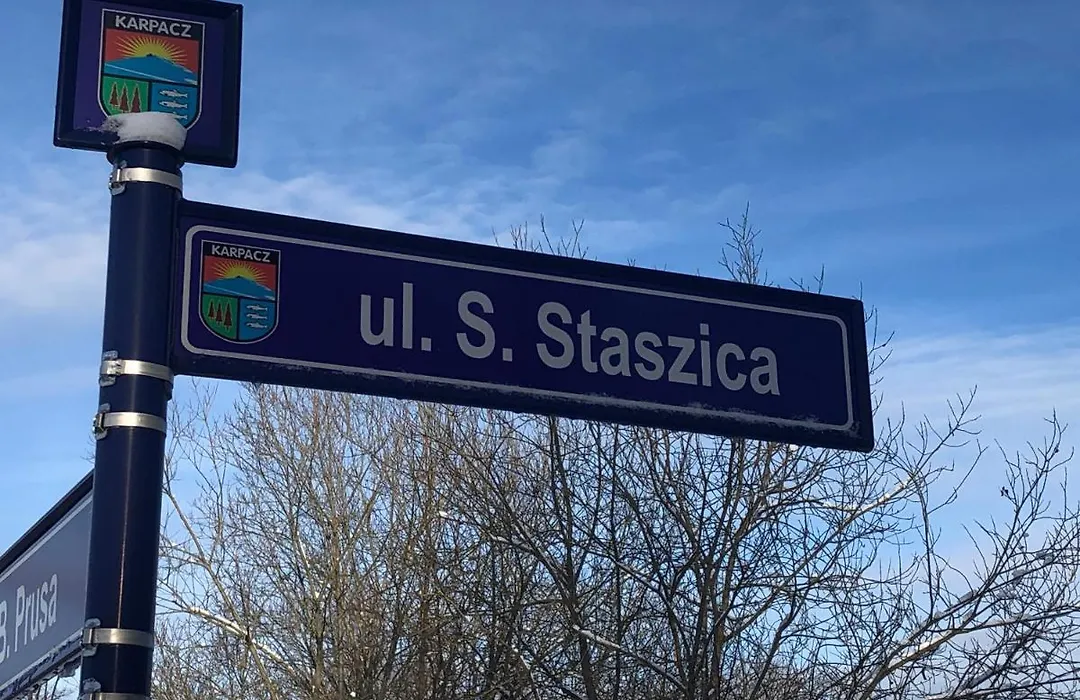 KARPACZ
KARPACZ
ul. S. Staszica
B. Prusa